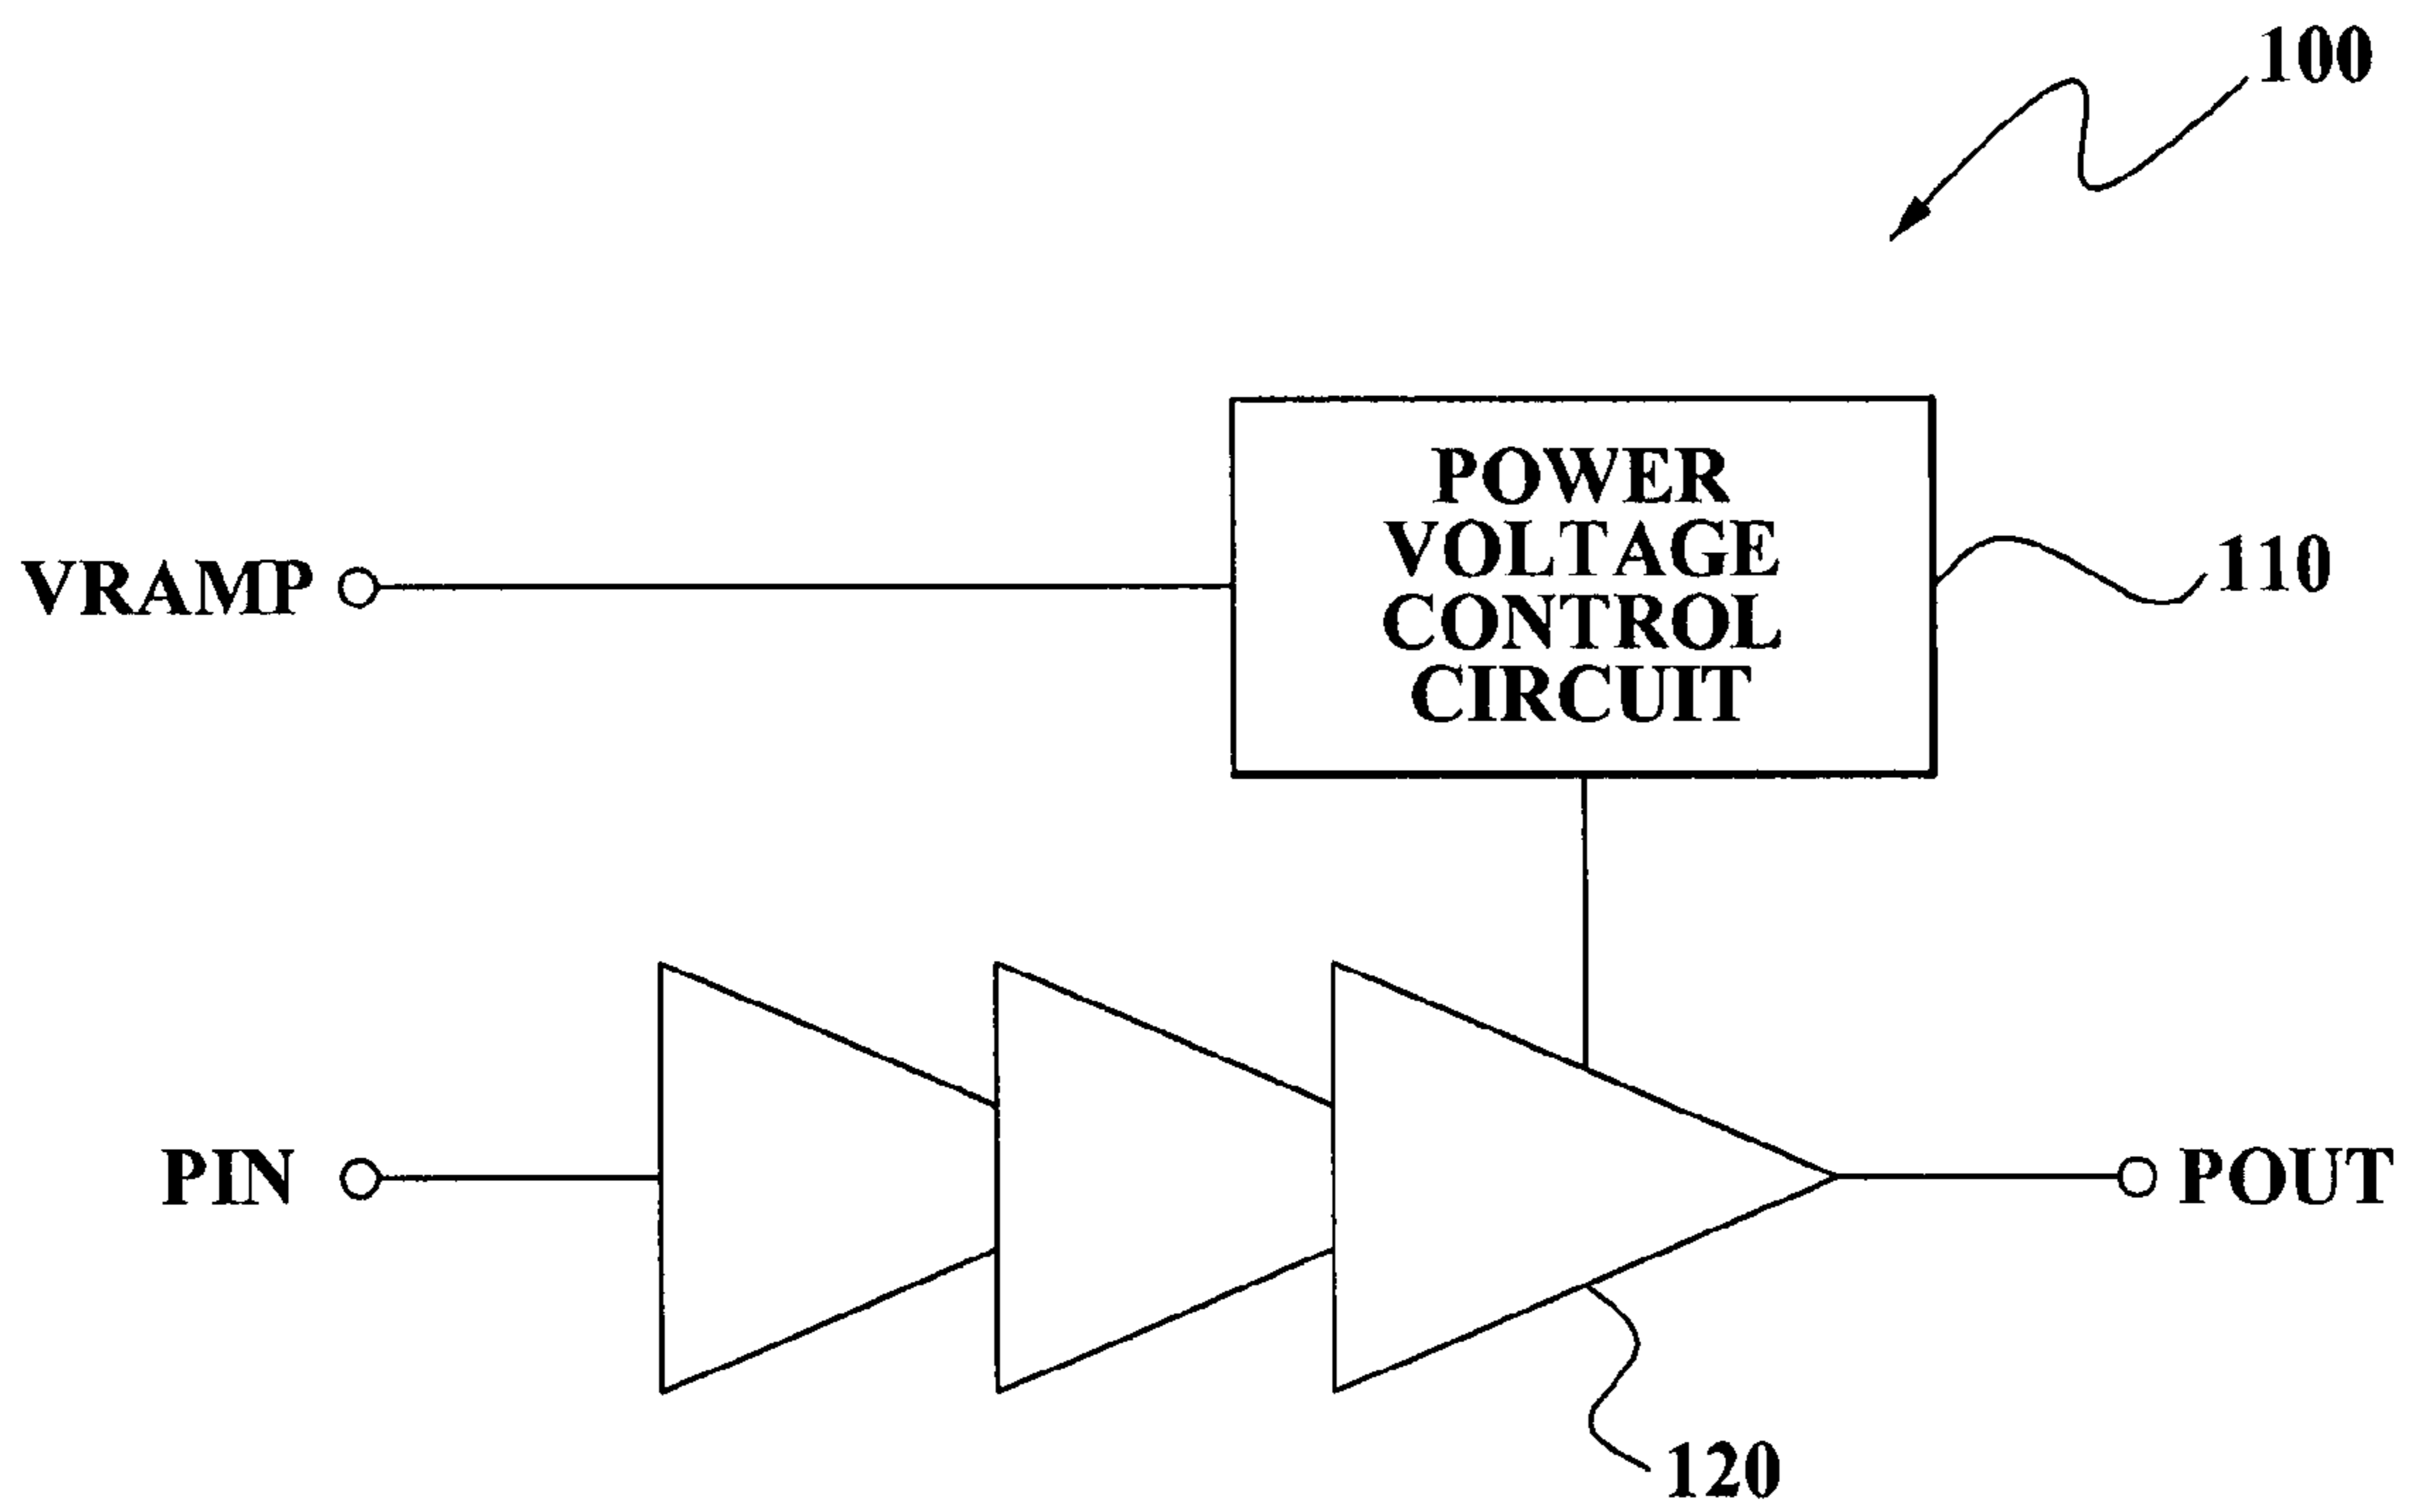 100
POWER
VOLTAGE
CONTROL
CIRCUIT
VRAMP
110
PIN
POUT
120